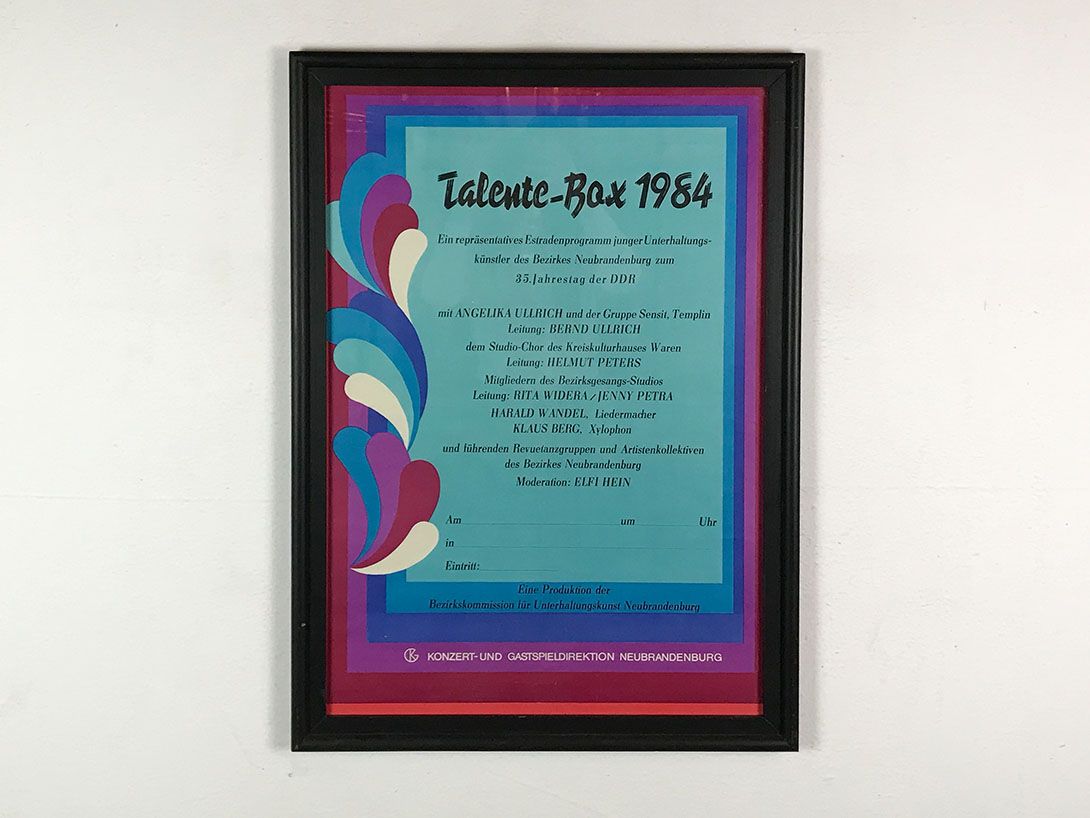 Talente-Box 1984
Ein repräsentatives Estradenprogramm junger Unterhaltungs-
künstler des Bezirkes Neubrandenburg zum
35. Jahrestag der DDR
mit ANGELIKA ULLRICH und der Gruppe Sensit, Templin
Leitung: BERND ULLRICH
dem Studio-Chor des Kreiskulturhauses Waren
Leitung: HELMUT PETERS
Mitgliedern des Bezirksgesangs-Studios
Leitung: RITA WIDERA/JENNY PETRA
HARALD WANDEL, Liedermacher
KLAUS BERG, Xylophon
und führenden Revuetanzgruppen und Artistenkollektiven
des Bezirkes Neubrandenburg
Moderation: ELFI HEIN
Am um Uhr
in
Eintritt:
Eine Produktion der
Bezirkskommission für Unterhaltungskunst Neubrandenburg
KONZERT-UND GASTSPIELDIREKTION NEUBRANDENBURG